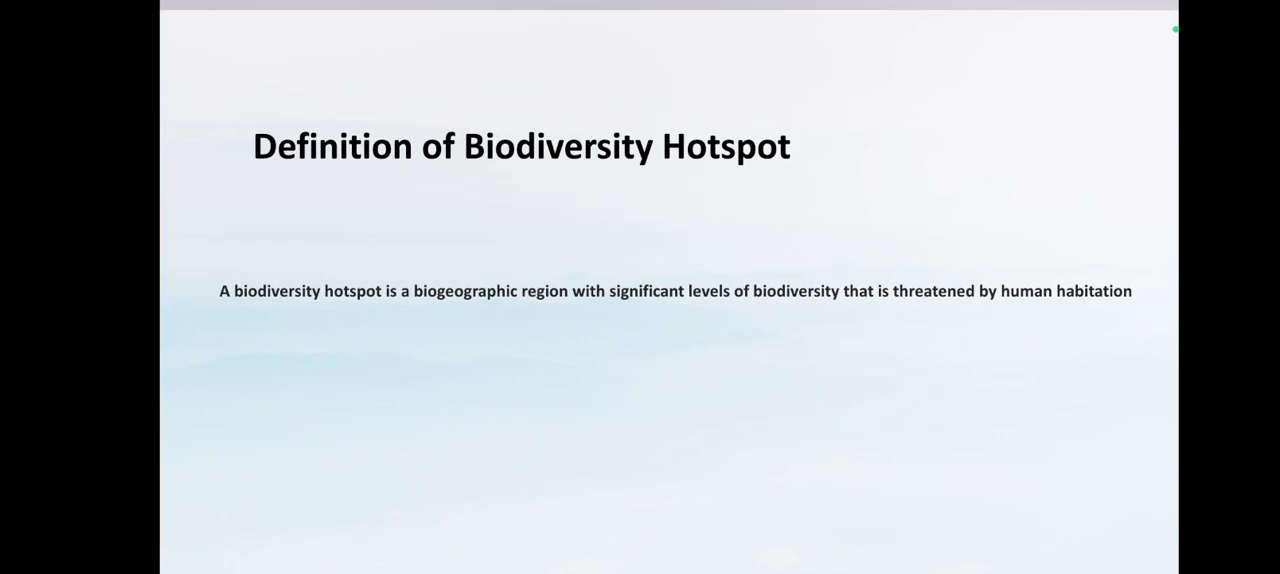 Definition of Biodiversity Hotspot
A biodiversity hotspot is a biogeographic region with significant levels of biodiversity that is threatened by human habitation